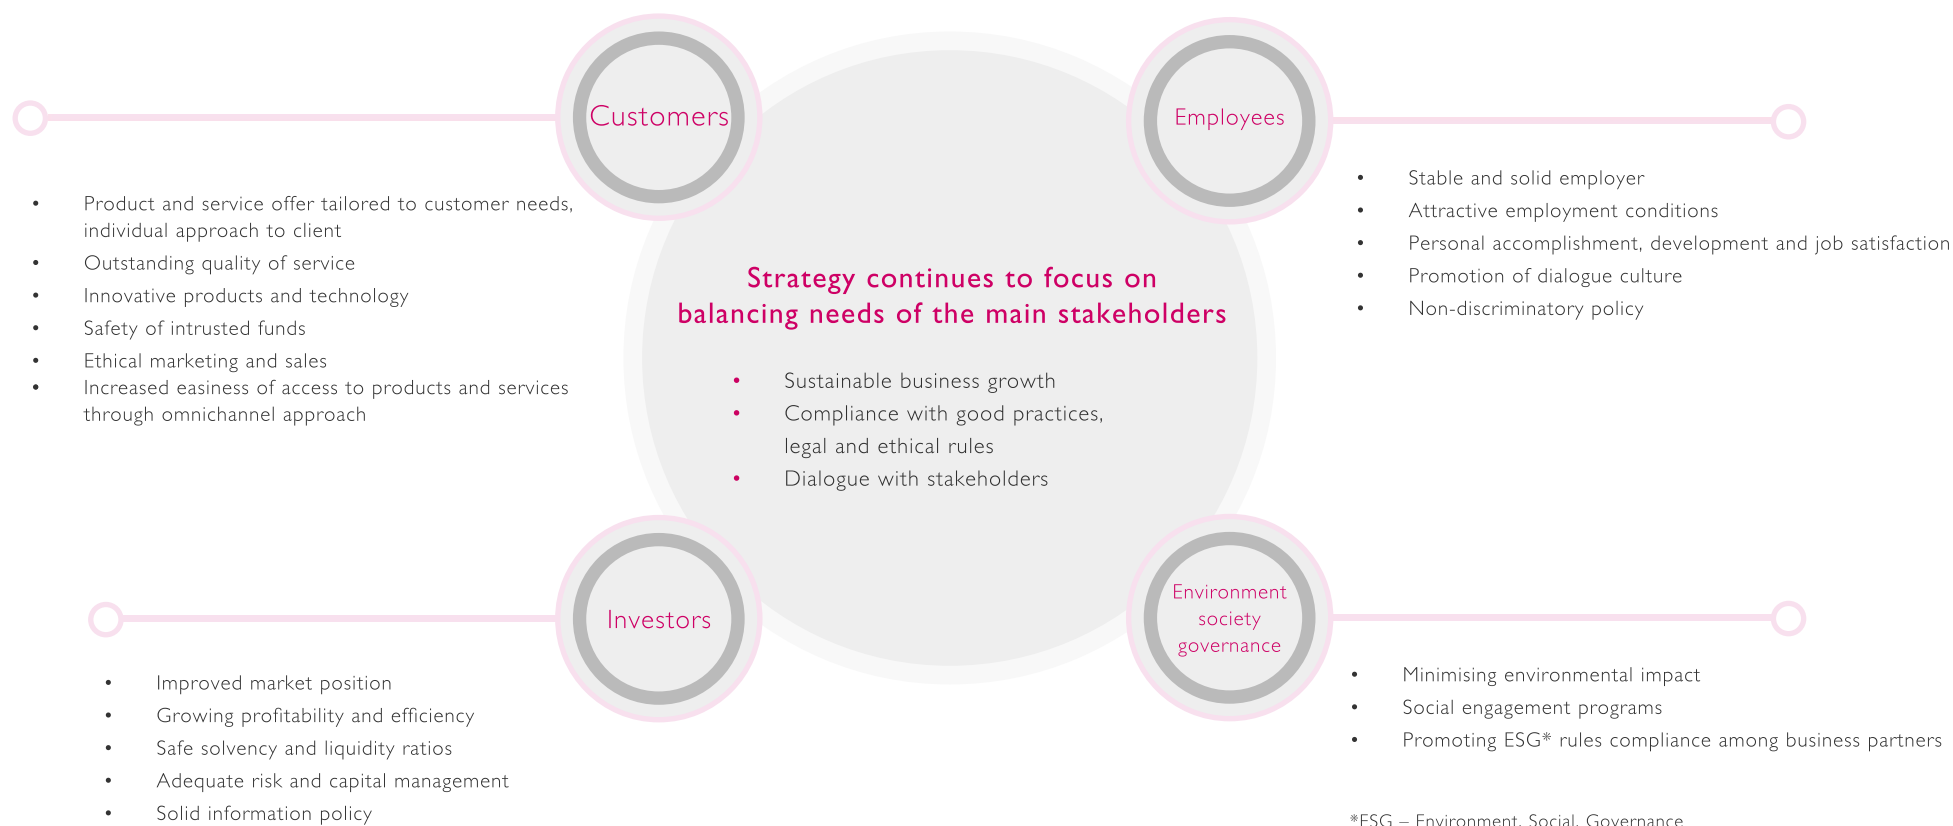 Customers
• Product and service offer tailored to customer needs,
individual approach to client
• Outstanding quality of service
• Innovative products and technology
• Safety of intrusted funds
• Ethical marketing and sales
• Increased easiness of access to products and services
through omnichannel approach
Employees
• Stable and solid employer
• Attractive employment conditions
• Personal accomplishment, development and job satisfaction
• Promotion of dialogue culture
• Non-discriminatory policy
Strategy continues to focus on
balancing needs of the main stakeholders
• Sustainable business growth
• Compliance with good practices,
legal and ethical rules
• Dialogue with stakeholders
Investors
• Improved market position
• Growing profitability and efficiency
• Safe solvency and liquidity ratios
• Adequate risk and capital management
• Solid information policy
Environment
society
governance
• Minimising environmental impact
• Social engagement programs
• Promoting ESG* rules compliance among business partners
*ESG – Environment, Social, Governance